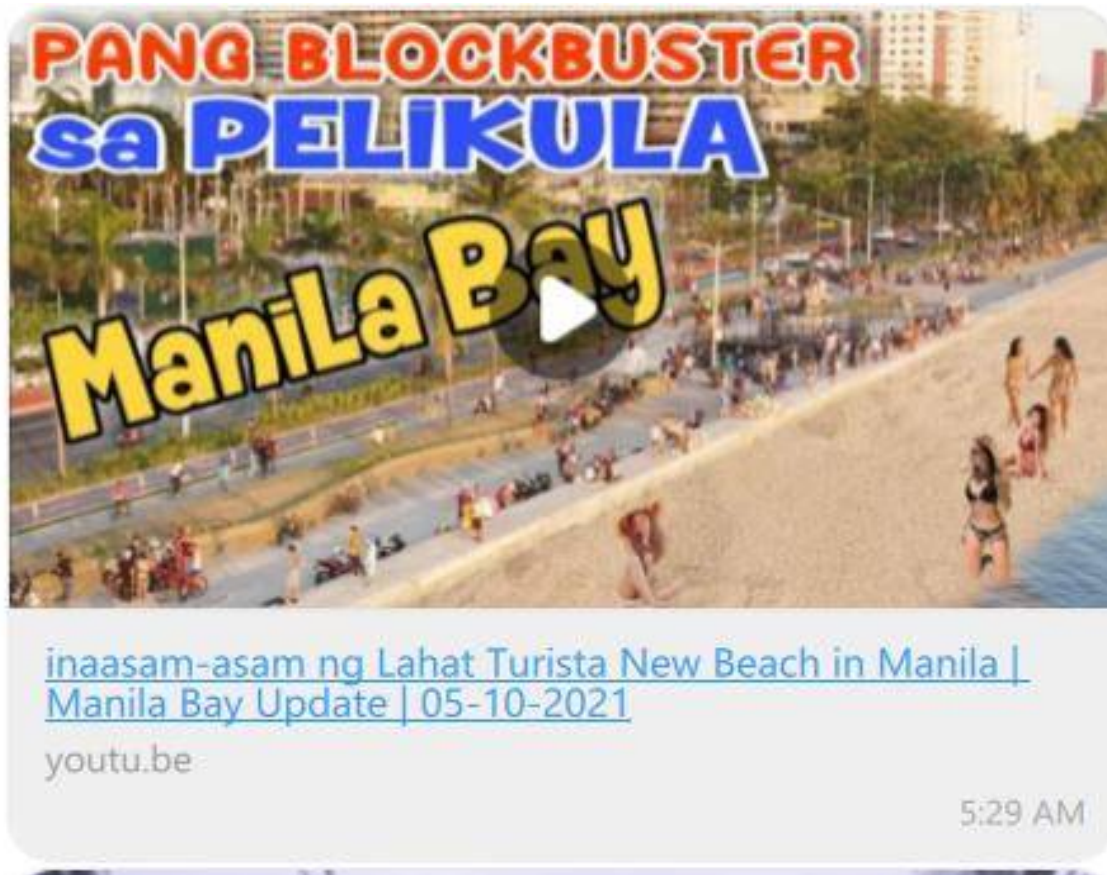 PANG BLOCKBUSTER
sa PELIKULA
ManiLa Bay
inaasam-asam ng Lahat Turista New Beach in Manila |
Manila Bay Update | 05-10-2021
youtu.be
5:29 AM